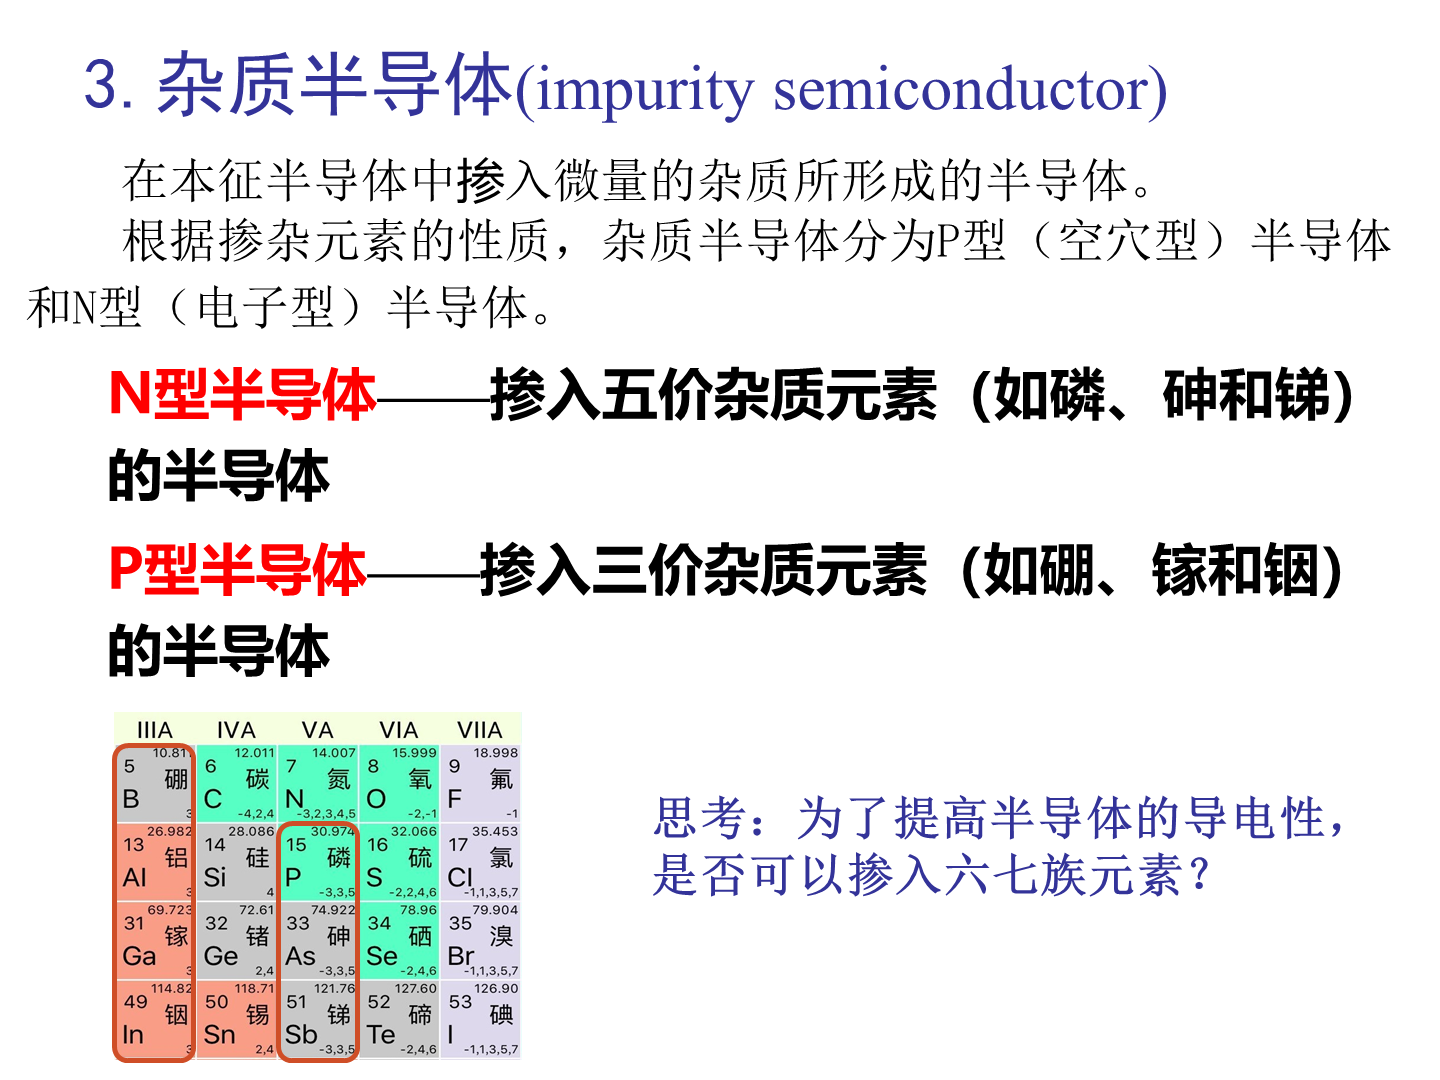 3. 杂质半导体(impurity semiconductor)
在本征半导体中掺入微量的杂质所形成的半导体。
根据掺杂元素的性质，杂质半导体分为P型（空穴型）半导体
和N型（电子型）半导体。
N型半导体——掺入五价杂质元素（如磷、砷和锑）
的半导体
P型半导体——掺入三价杂质元素（如硼、镓和铟）
的半导体
IIIA IVA VA VIA VIIA
10.811 12.011 14.007 15.999 18.998
5 硼 6 碳 7 氮 8 氧 9 氟
B C N O F
3 -4,2,4 -3,2,3,4,5 -2,-1 -1
26.982 28.086 30.974 32.066 35.453
13 铝 14 硅 15 磷 16 硫 17 氯
Al Si P S Cl
3 4 -3,3,5 -2,2,4,6 -1,1,3,5,7
69.723 72.61 74.922 78.96 79.904
31 镓 32 锗 33 砷 34 硒 35 溴
Ga Ge As Se Br
3 2,4 -3,3,5 -2,4,6 -1,1,3,5,7
114.82 118.71 121.76 127.60 126.90
49 铟 50 锡 51 锑 52 碲 53 碘
In Sn Sb Te I
3 2,4 -3,3,5 -2,4,6 -1,1,3,5,7
思考：为了提高半导体的导电性，
是否可以掺入六七族元素？